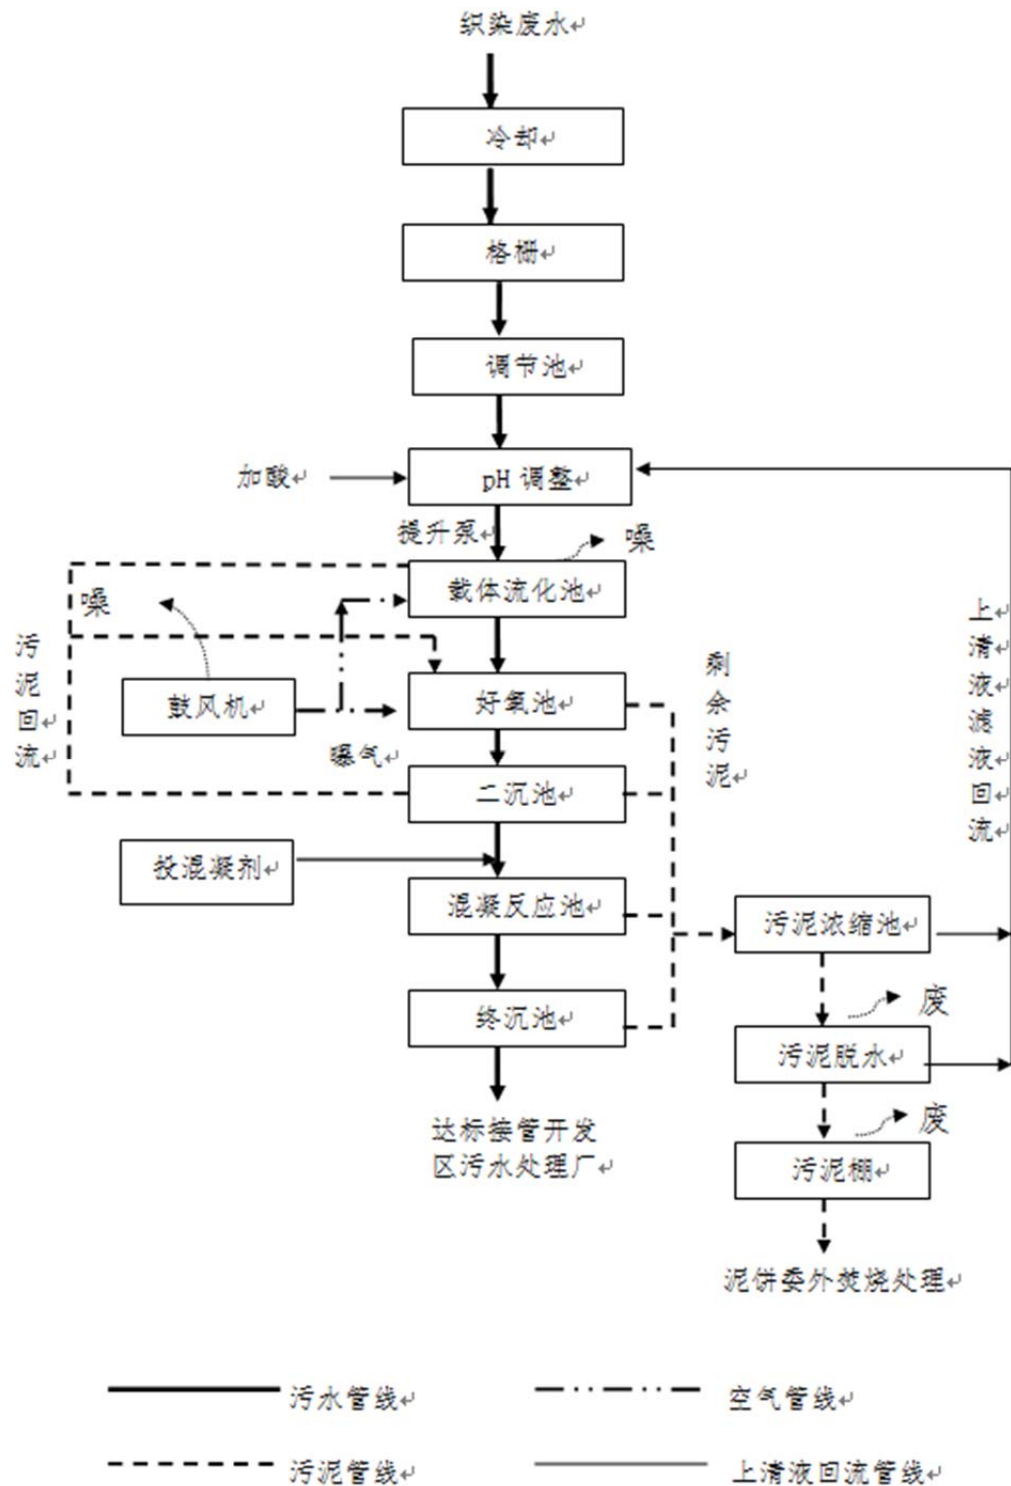 织染废水
冷却
格栅
调节池
加酸
pH 调整
提升泵
噪
载体流化池
噪
污泥回流
鼓风机
曝气
好氧池
剩余污泥
上清液滤液回流
二沉池
投混凝剂
混凝反应池
污泥浓缩池
废
终沉池
污泥脱水
废
达标接管开发
区污水处理厂
污泥棚
泥饼委外焚烧处理
污水管线
空气管线
污泥管线
上清液回流管线